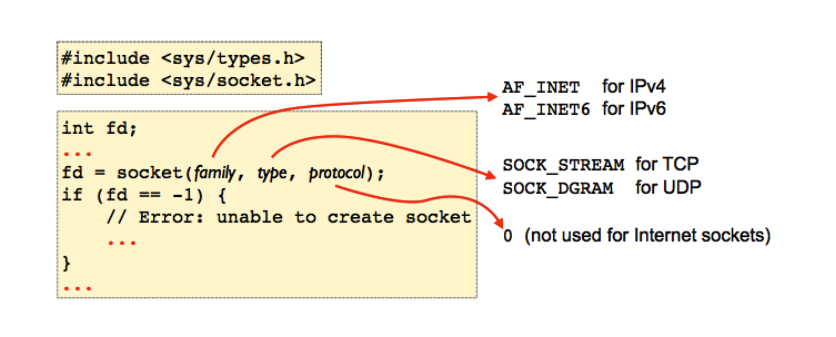 #include <sys/types.h>
#include <sys/socket.h>
int fd;
...
fd = socket(family, type, protocol);
if (fd == -1) {
// Error: unable to create socket
...
}
...
AF_INET for IPv4
AF_INET6 for IPv6
SOCK_STREAM for TCP
SOCK_DGRAM for UDP
0 (not used for Internet sockets)